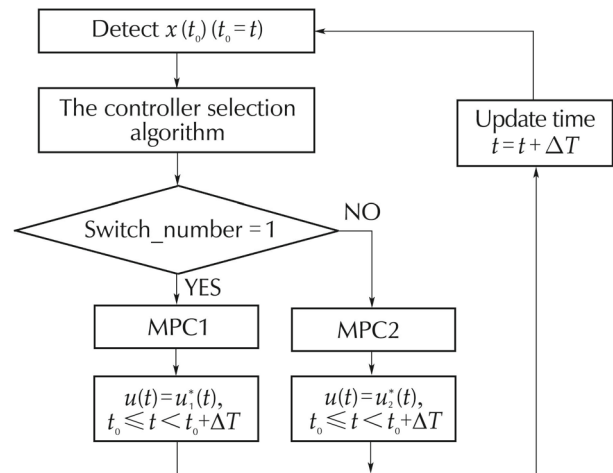 Detect x(t₀)(t₀=t)
The controller selection
algorithm
Update time
t=t+ΔT
Switch_number=1
NO
YES
MPC1
MPC2
u(t)=u₁*(t),
t₀⩽t<t₀+ΔT
u(t)=u₂*(t),
t₀⩽t<t₀+ΔT